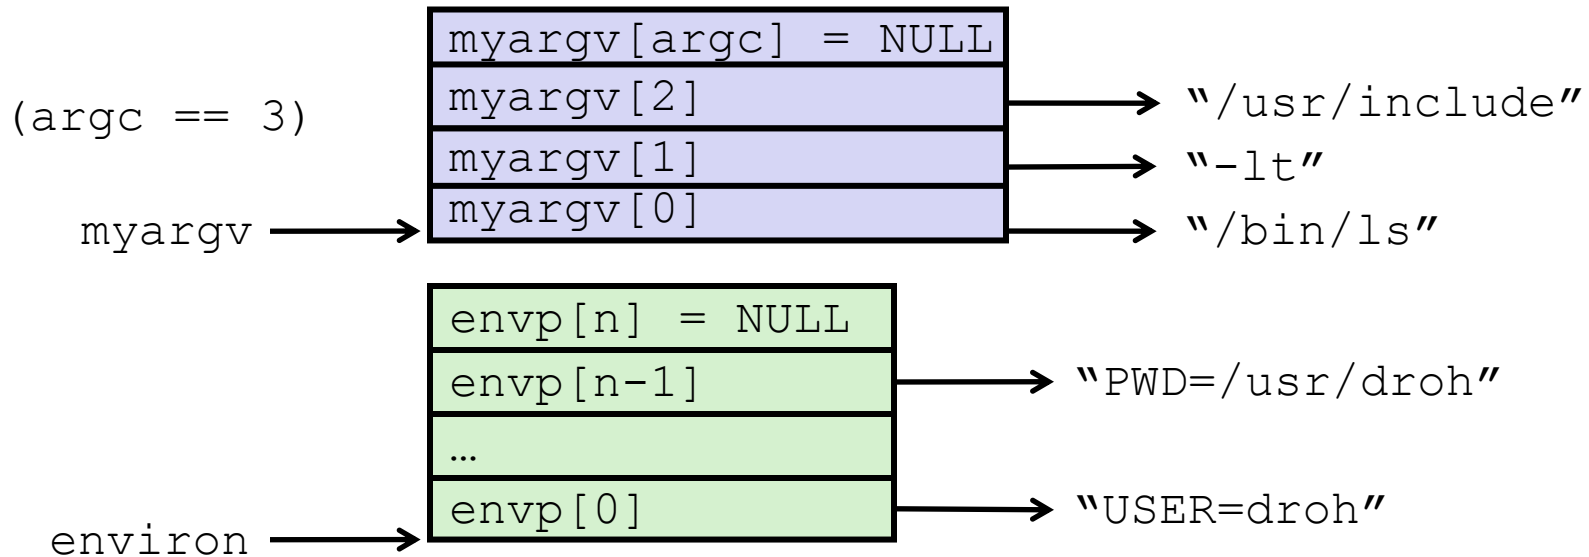 myargv[argc] = NULL
(argc == 3)
myargv[2]
“/usr/include”
myargv[1]
“-lt”
myargv
myargv[0]
“/bin/ls”
envp[n] = NULL
envp[n-1]
“PWD=/usr/droh”
…
environ
envp[0]
“USER=droh”